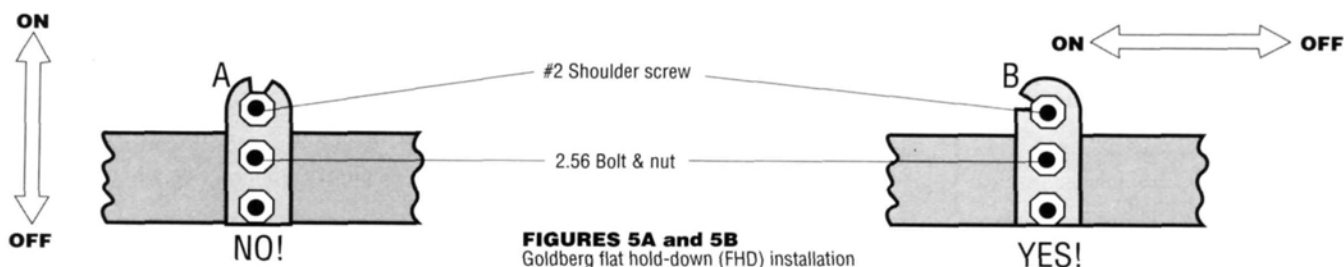 ON
OFF
A
NO!
#2 Shoulder screw
2.56 Bolt & nut
FIGURES 5A and 5B
Goldberg flat hold-down (FHD) installation
B
YES!
ON
OFF